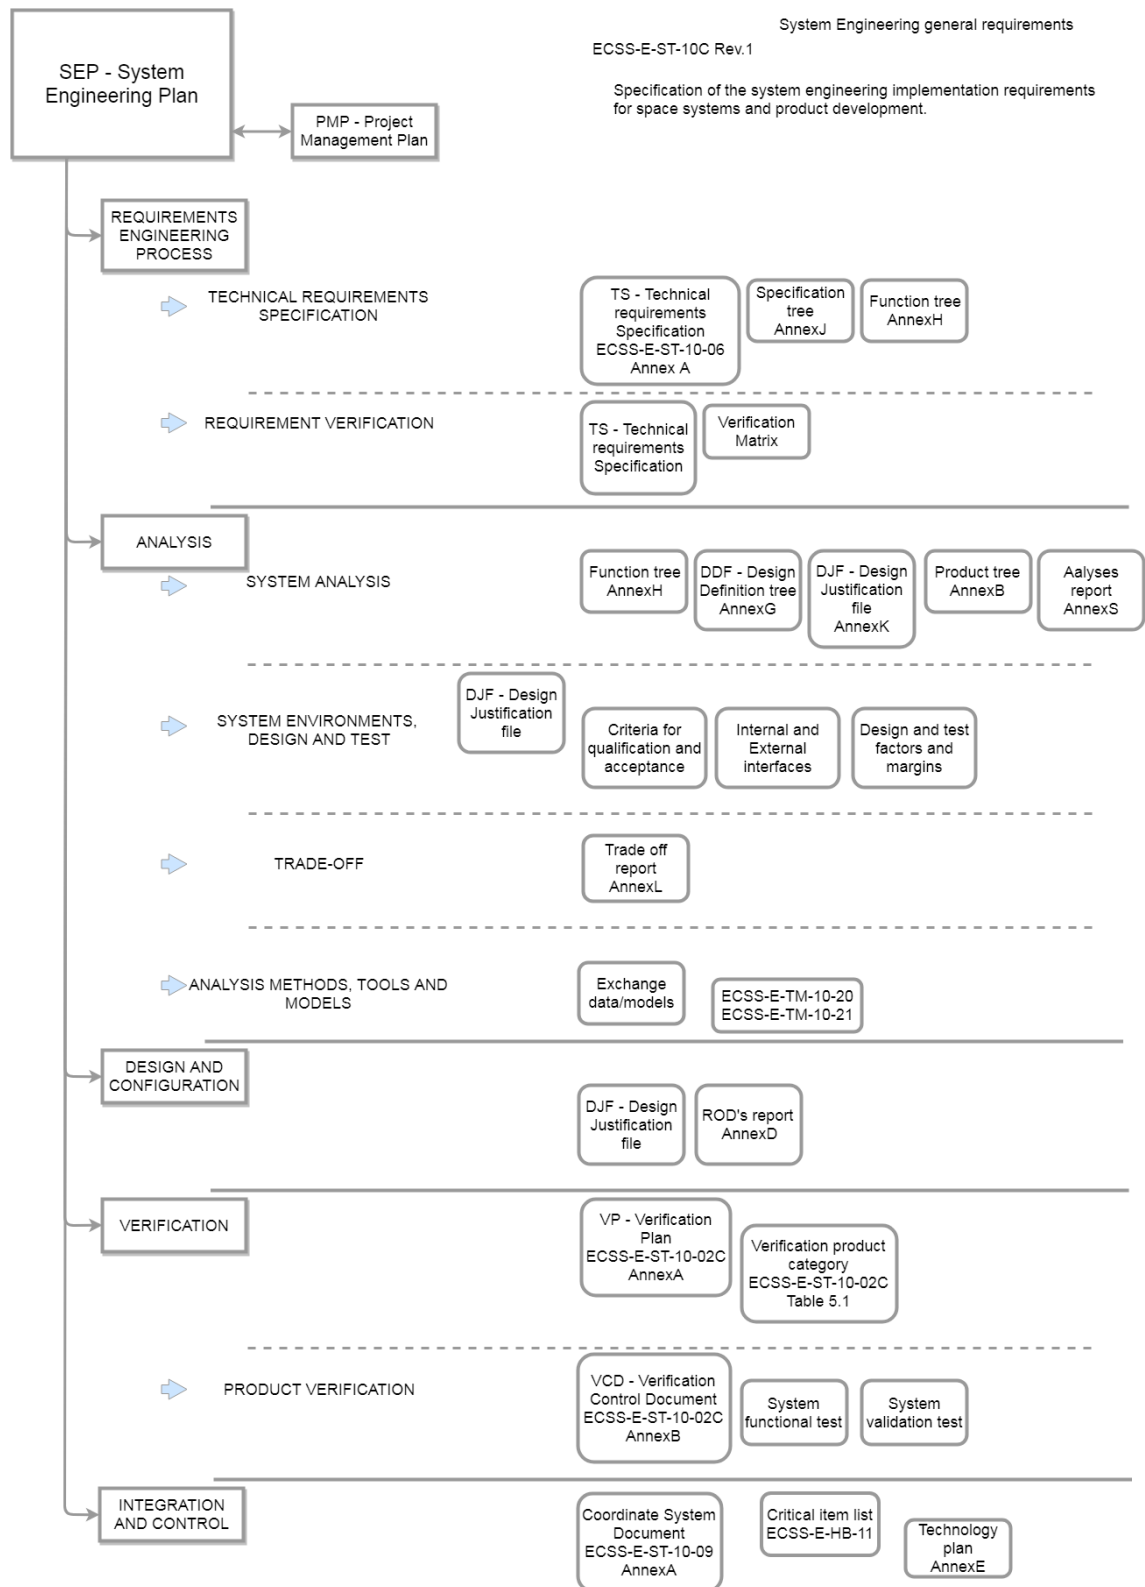 System Engineering general requirements
ECSS-E-ST-10C Rev.1
Specification of the system engineering implementation requirements
for space systems and product development.
SEP - System
Engineering Plan
PMP - Project
Management Plan
REQUIREMENTS
ENGINEERING
PROCESS
TECHNICAL REQUIREMENTS
SPECIFICATION
TS - Technical
requirements
Specification
ECSS-E-ST-10-06
Annex A
Specification
tree
AnnexJ
Function tree
AnnexH
REQUIREMENT VERIFICATION
TS - Technical
requirements
Specification
Verification
Matrix
ANALYSIS
SYSTEM ANALYSIS
Function tree
AnnexH
DDF - Design
Definition tree
AnnexG
DJF - Design
Justification
file
AnnexK
Product tree
AnnexB
Aalyses
report
AnnexS
SYSTEM ENVIRONMENTS,
DESIGN AND TEST
DJF - Design
Justification
file
Criteria for
qualification and
acceptance
Internal and
External
interfaces
Design and test
factors and
margins
TRADE-OFF
Trade off
report
AnnexL
ANALYSIS METHODS, TOOLS AND
MODELS
Exchange
data/models
ECSS-E-TM-10-20
ECSS-E-TM-10-21
DESIGN AND
CONFIGURATION
DJF - Design
Justification
file
ROD's report
AnnexD
VERIFICATION
VP - Verification
Plan
ECSS-E-ST-10-02C
AnnexA
Verification product
category
ECSS-E-ST-10-02C
Table 5.1
PRODUCT VERIFICATION
VCD - Verification
Control Document
ECSS-E-ST-10-02C
AnnexB
System
functional test
System
validation test
INTEGRATION
AND CONTROL
Coordinate System
Document
ECSS-E-ST-10-09
AnnexA
Critical item list
ECSS-E-HB-11
Technology
plan
AnnexE